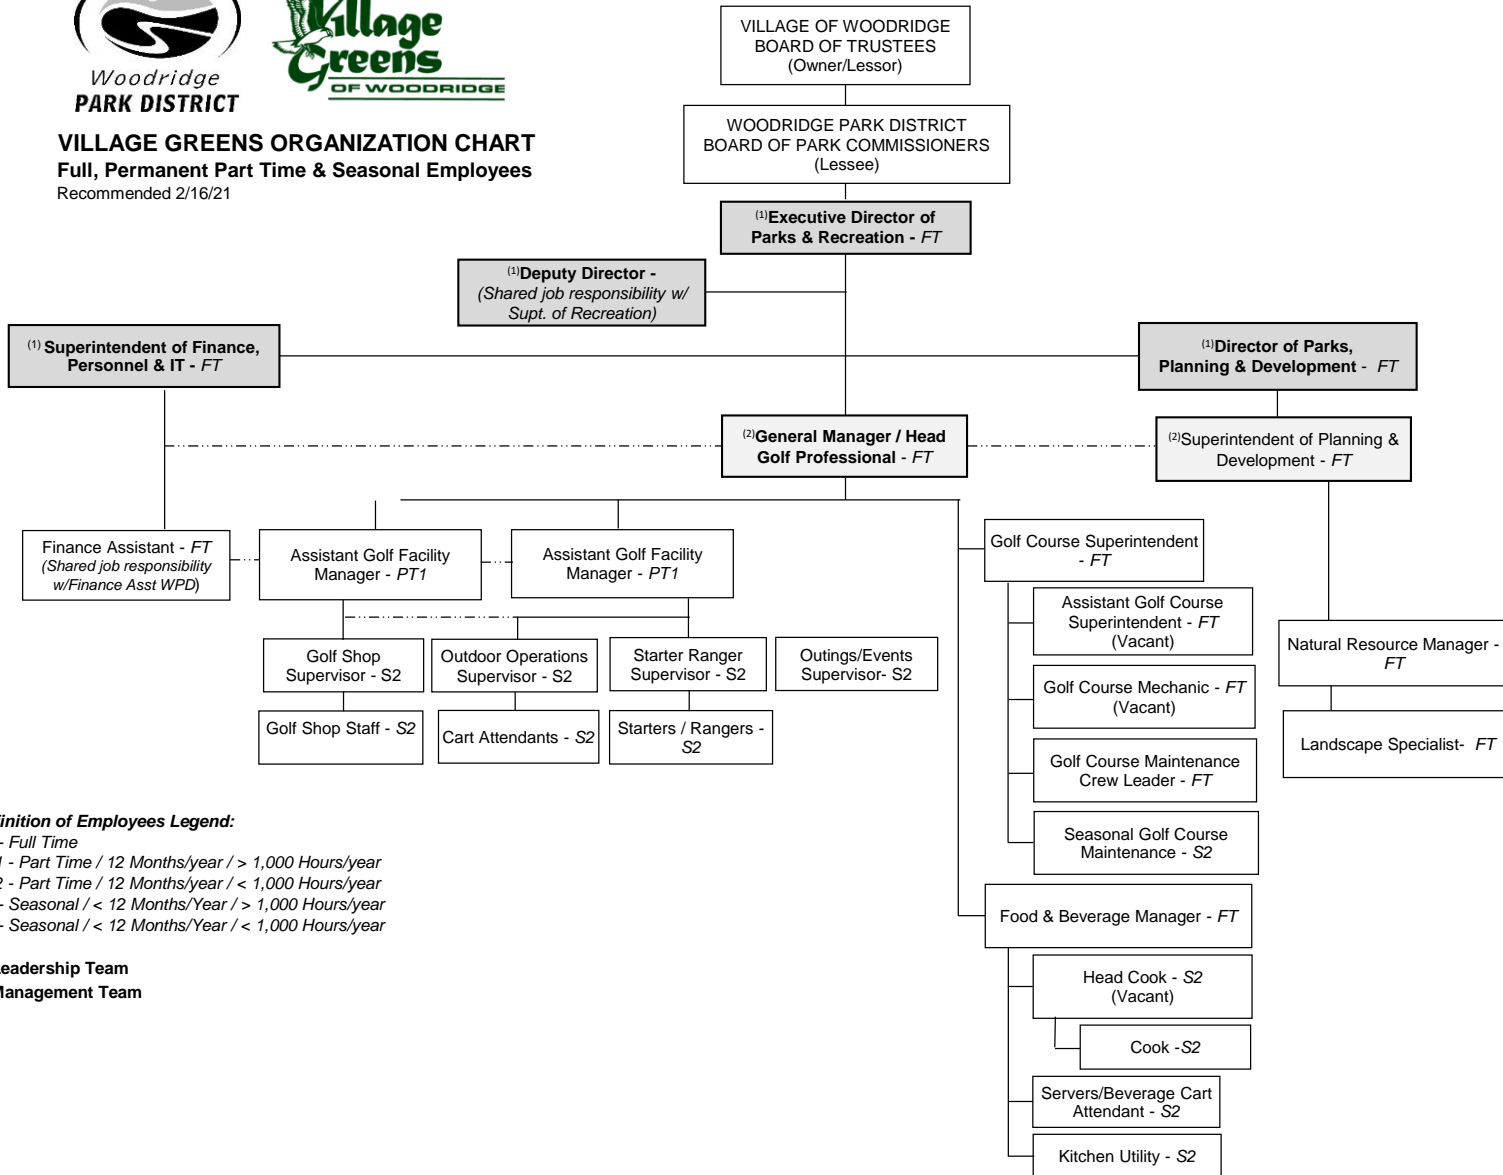 Woodridge
PARK DISTRICT
Village
Greens
OF WOODRIDGE
VILLAGE GREENS ORGANIZATION CHART
Full, Permanent Part Time & Seasonal Employees
Recommended 2/16/21
VILLAGE OF WOODRIDGE
BOARD OF TRUSTEES
(Owner/Lessor)
WOODRIDGE PARK DISTRICT
BOARD OF PARK COMMISSIONERS
(Lessee)
(1)Executive Director of
Parks & Recreation - FT
(1)Deputy Director -
(Shared job responsibility w/
Supt. of Recreation)
(1) Superintendent of Finance,
Personnel & IT - FT
(1)Director of Parks,
Planning & Development - FT
(2)General Manager / Head
Golf Professional - FT
(2)Superintendent of Planning &
Development - FT
Finance Assistant - FT
(Shared job responsibility
w/Finance Asst WPD)
Assistant Golf Facility
Manager - PT1
Assistant Golf Facility
Manager - PT1
Golf Course Superintendent
- FT
Golf Shop
Supervisor - S2
Outdoor Operations
Supervisor - S2
Starter Ranger
Supervisor - S2
Outings/Events
Supervisor- S2
Golf Shop Staff - S2
Cart Attendants - S2
Starters / Rangers -
S2
Assistant Golf Course
Superintendent - FT
(Vacant)
Golf Course Mechanic - FT
(Vacant)
Golf Course Maintenance
Crew Leader - FT
Seasonal Golf Course
Maintenance - S2
Natural Resource Manager -
FT
Landscape Specialist- FT
Food & Beverage Manager - FT
Head Cook - S2
(Vacant)
Cook -S2
Servers/Beverage Cart
Attendant - S2
Kitchen Utility - S2
inition of Employees Legend:
- Full Time
- Part Time / 12 Months/year / > 1,000 Hours/year
2 - Part Time / 12 Months/year / < 1,000 Hours/year
- Seasonal / < 12 Months/Year / > 1,000 Hours/year
- Seasonal / < 12 Months/Year / < 1,000 Hours/year
eadership Team
Management Team